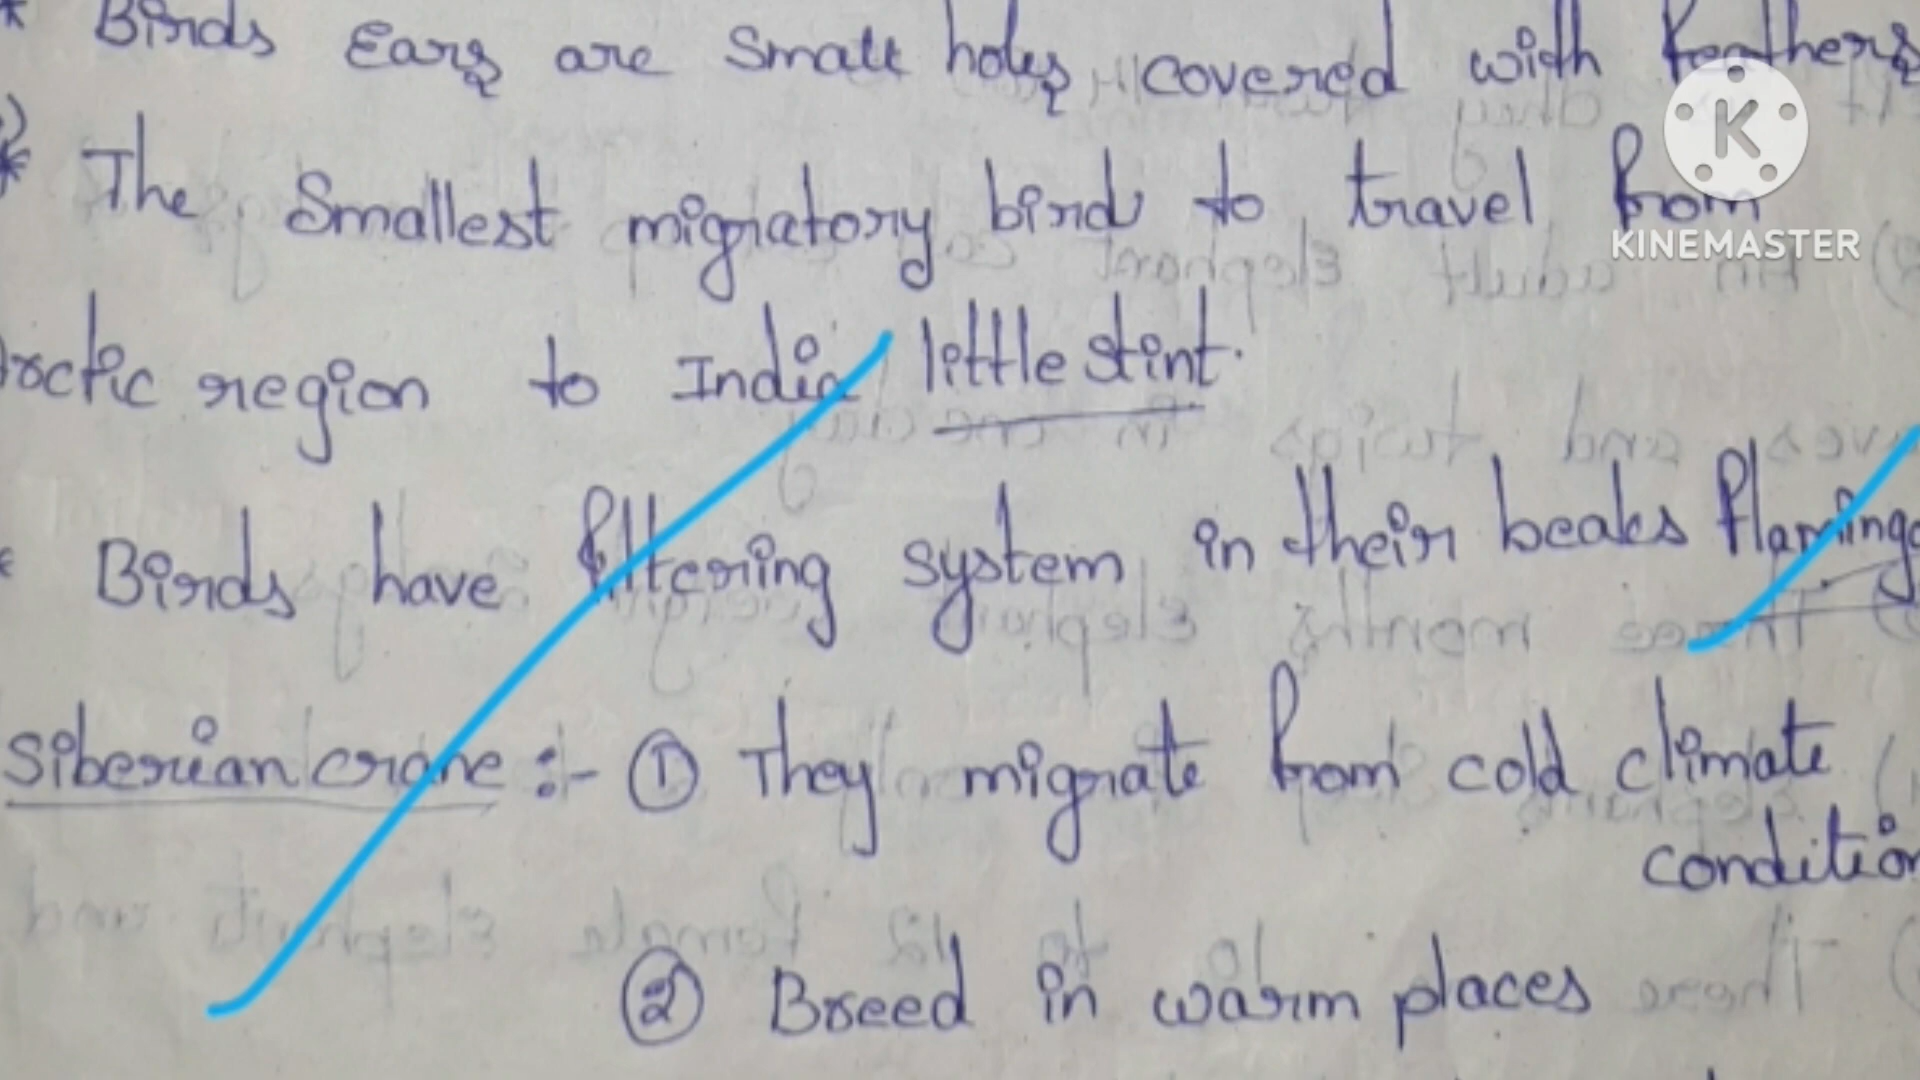 * Birds Ears are small holes, covered with feathers
* The smallest migratory bird to travel from
Arctic region to India little stint.
* Birds have filtering system in their beaks flamingo
Siberian crane :- ① They migrate from cold climate
condition
② Breed in warm places
KINEMASTER